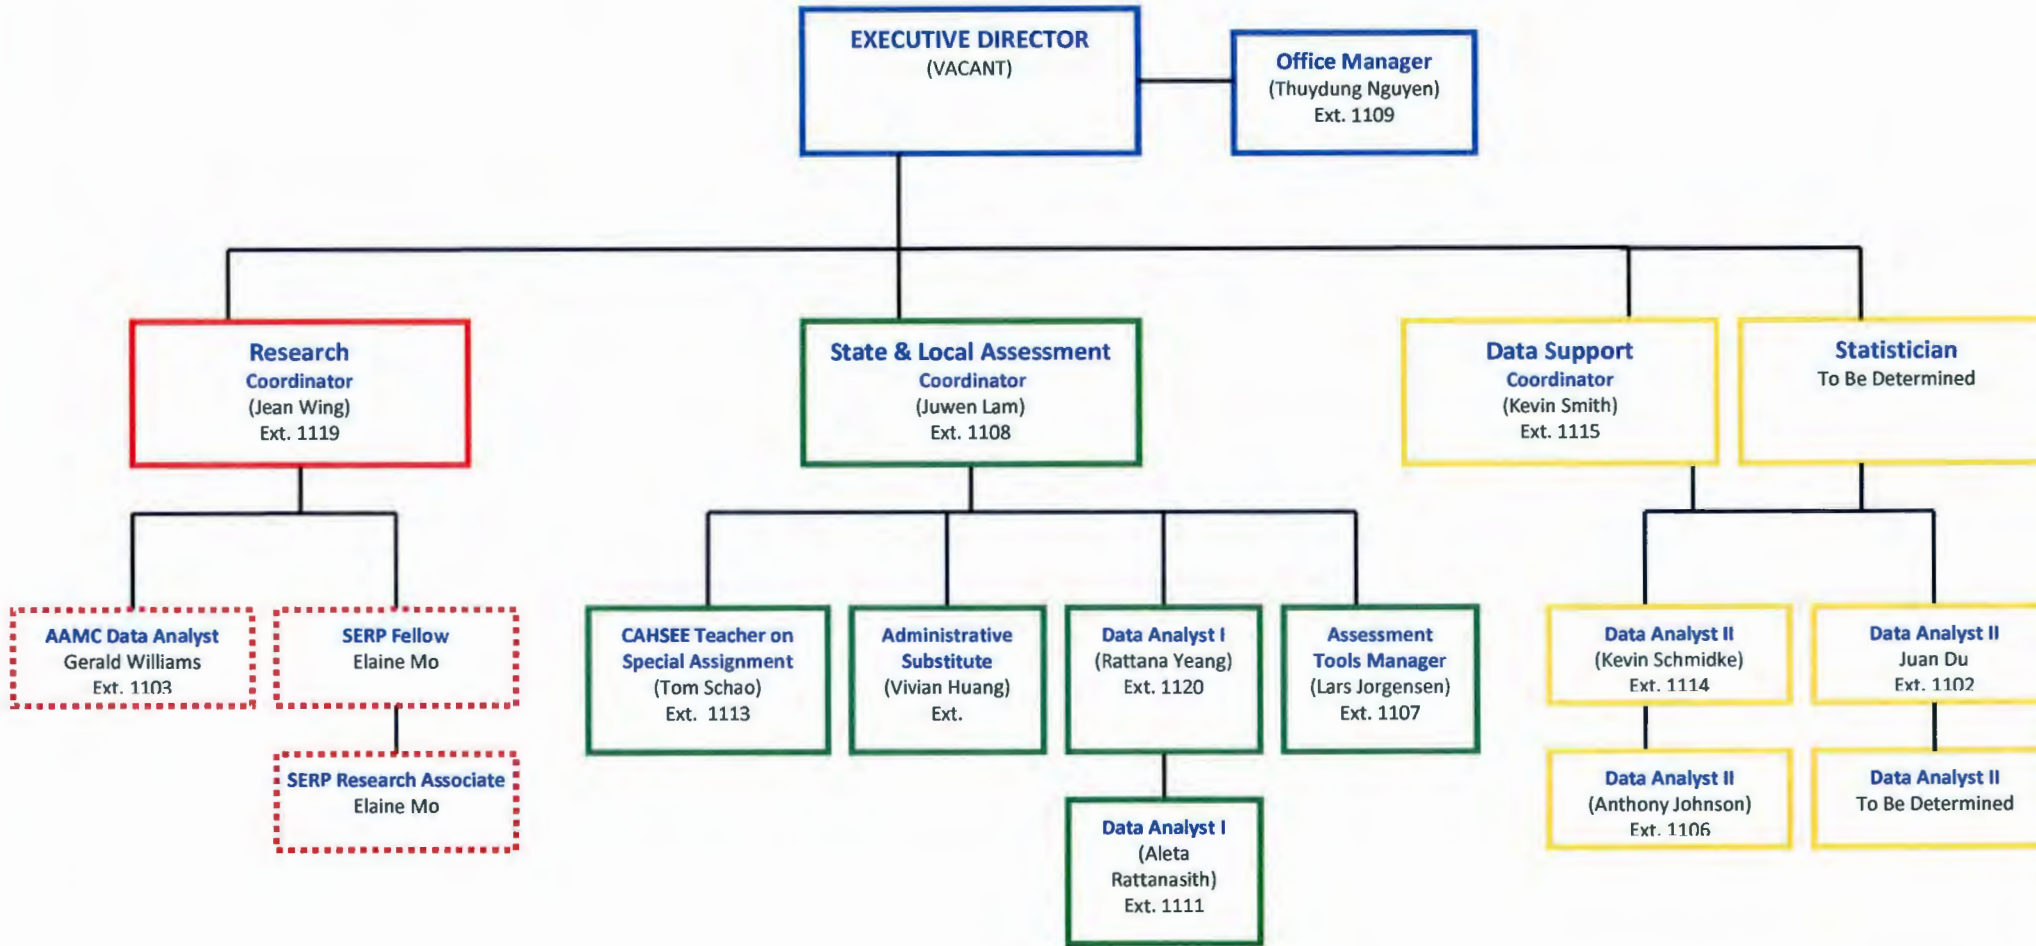 EXECUTIVE DIRECTOR
(VACANT)
Office Manager
(Thuydung Nguyen)
Ext. 1109
Research
Coordinator
(Jean Wing)
Ext. 1119
State & Local Assessment
Coordinator
(Juwen Lam)
Ext. 1108
Data Support
Coordinator
(Kevin Smith)
Ext. 1115
Statistician
To Be Determined
AAMC Data Analyst
Gerald Williams
Ext. 1103
SERP Fellow
Elaine Mo
SERP Research Associate
Elaine Mo
CAHSEE Teacher on
Special Assignment
(Tom Schao)
Ext. 1113
Administrative
Substitute
(Vivian Huang)
Ext.
Data Analyst I
(Rattana Yeang)
Ext. 1120
Assessment
Tools Manager
(Lars Jorgensen)
Ext. 1107
Data Analyst I
(Aleta
Rattanasith)
Ext. 1111
Data Analyst II
(Kevin Schmidke)
Ext. 1114
Data Analyst II
Juan Du
Ext. 1102
Data Analyst II
(Anthony Johnson)
Ext. 1106
Data Analyst II
To Be Determined